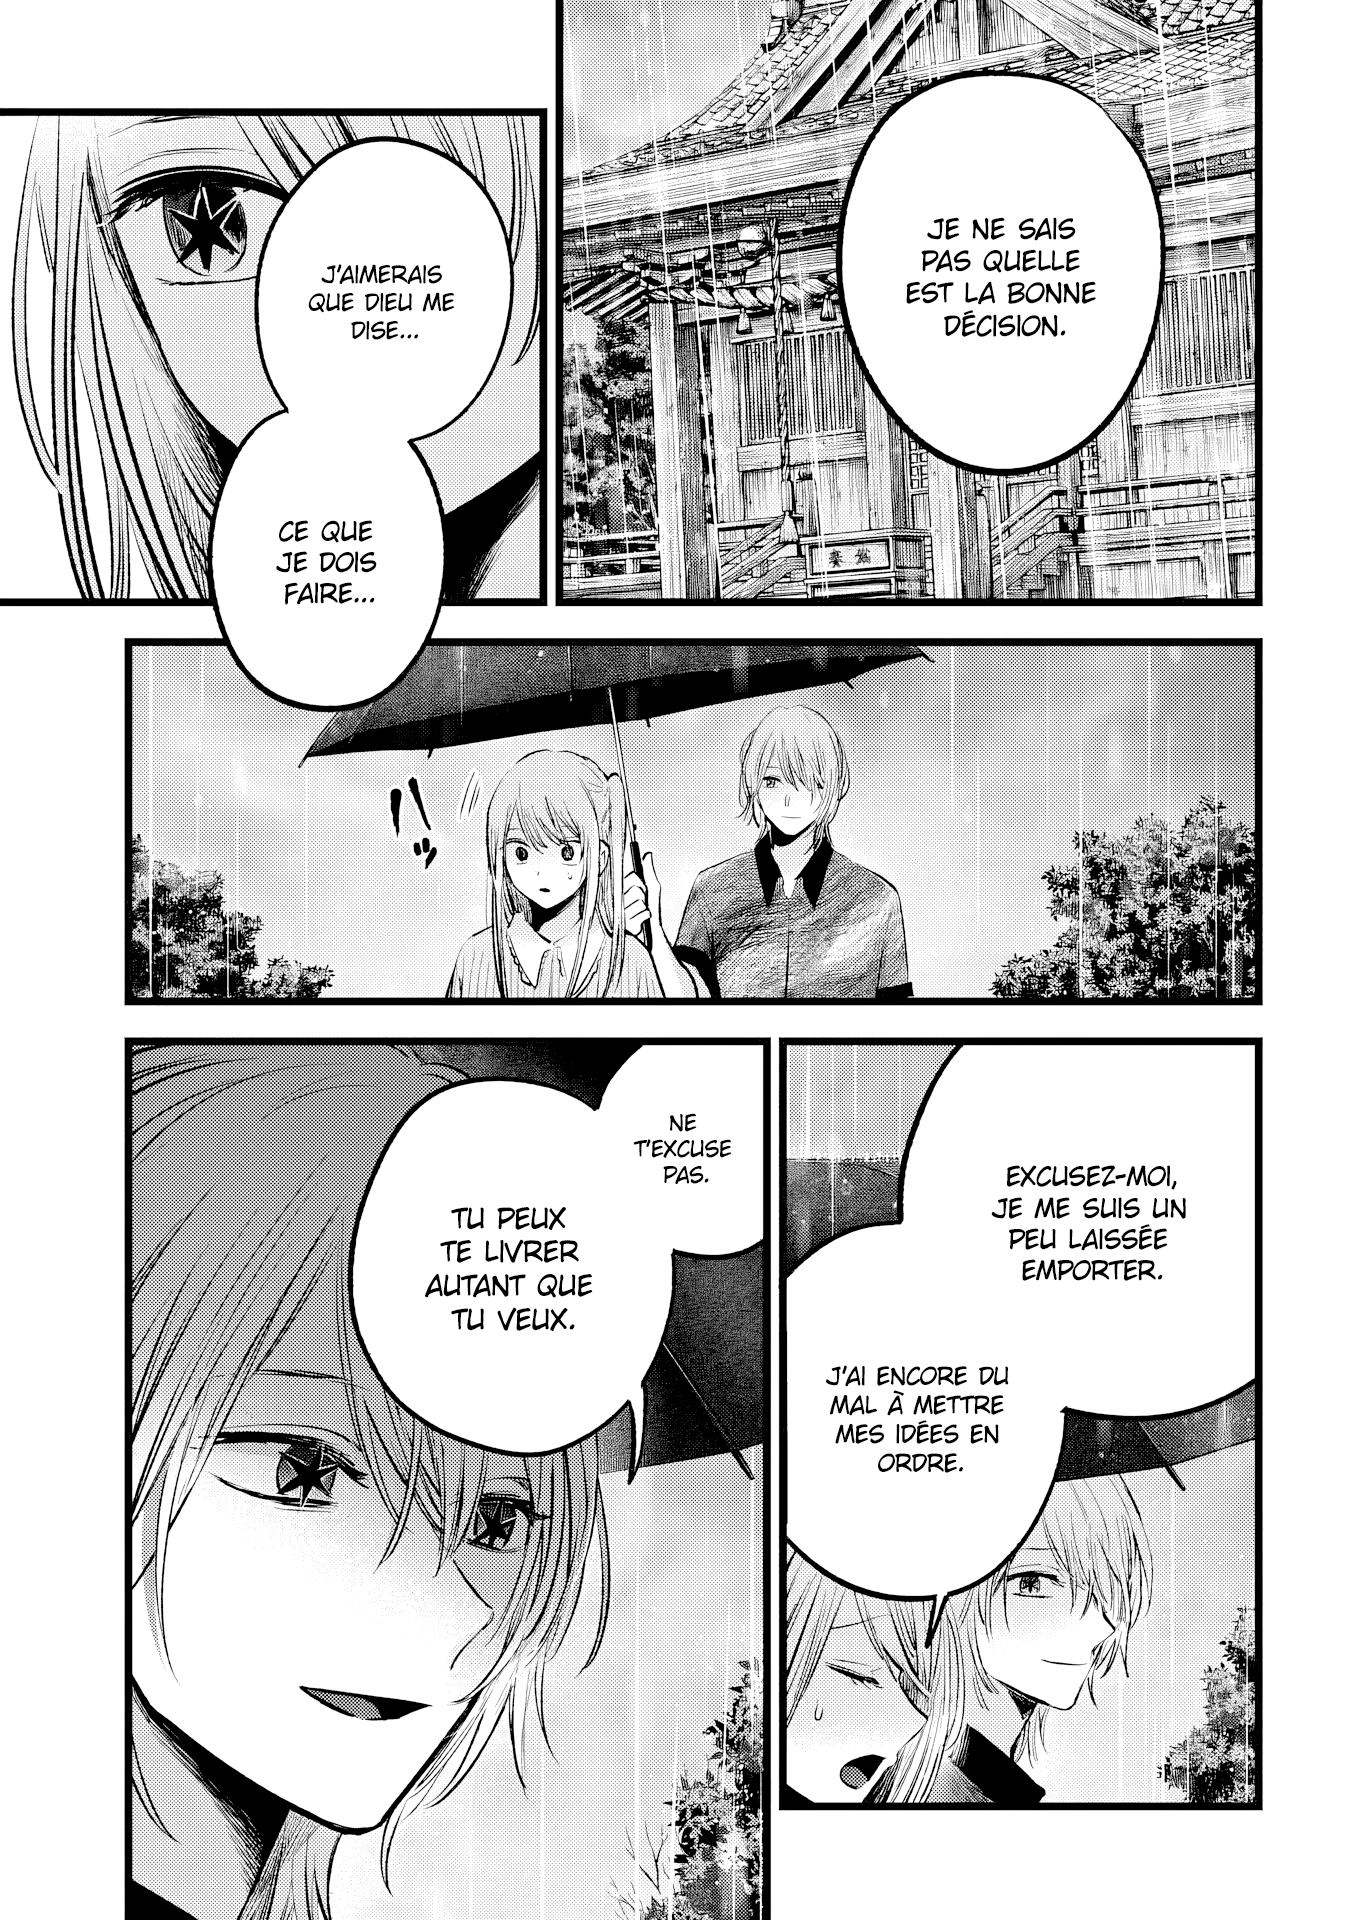 JE NE SAIS
PAS QUELLE
EST LA BONNE
DÉCISION.
J'AIMERAIS
QUE DIEU ME
DISE...
CE QUE
JE DOIS
FAIRE...
EXCUSEZ-MOI,
JE ME SUIS UN
PEU LAISSÉE
EMPORTER.
J'AI ENCORE DU
MAL À METTRE
MES IDÉES EN
ORDRE.
NE
T'EXCUSE
PAS.
TU PEUX
TE LIVRER
AUTANT QUE
TU VEUX.